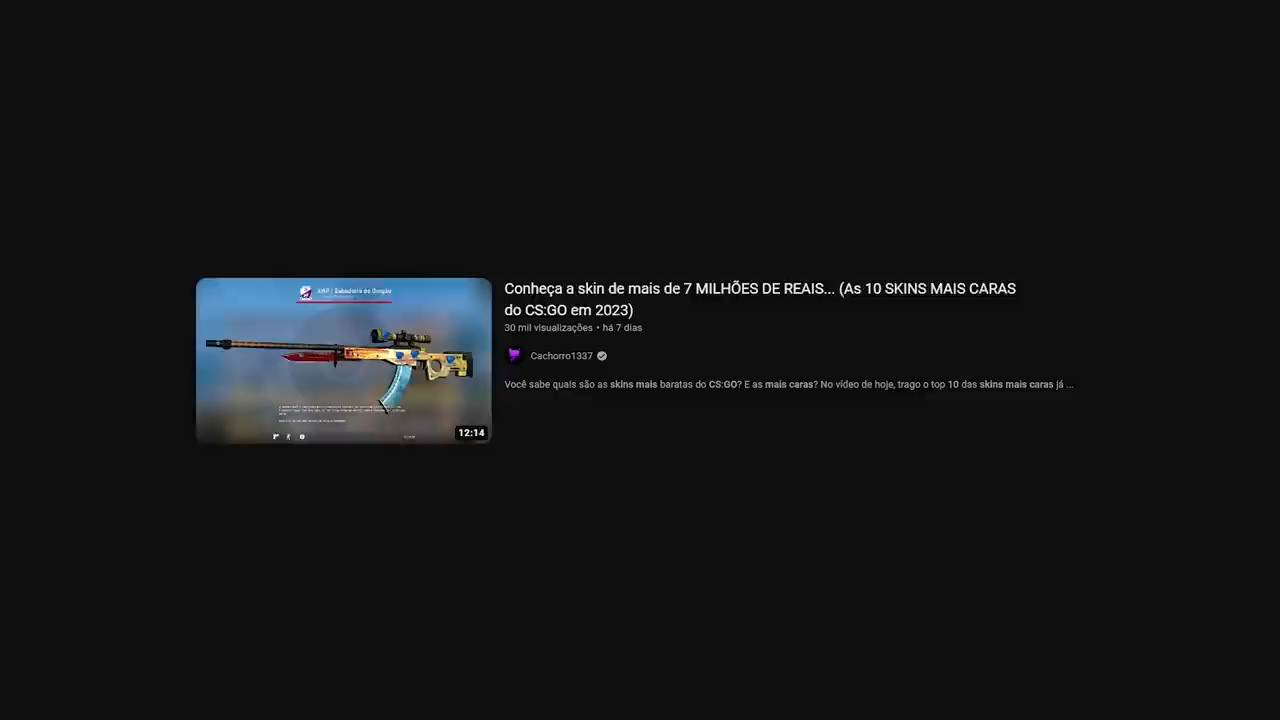 AWP | Sabedoria do Dragão
12:14
Conheça a skin de mais de 7 MILHÕES DE REAIS... (As 10 SKINS MAIS CARAS
do CS:GO em 2023)
30 mil visualizações • há 7 dias
Cachorro1337
Você sabe quais são as skins mais baratas do CS:GO? E as mais caras? No vídeo de hoje, trago o top 10 das skins mais caras já ...